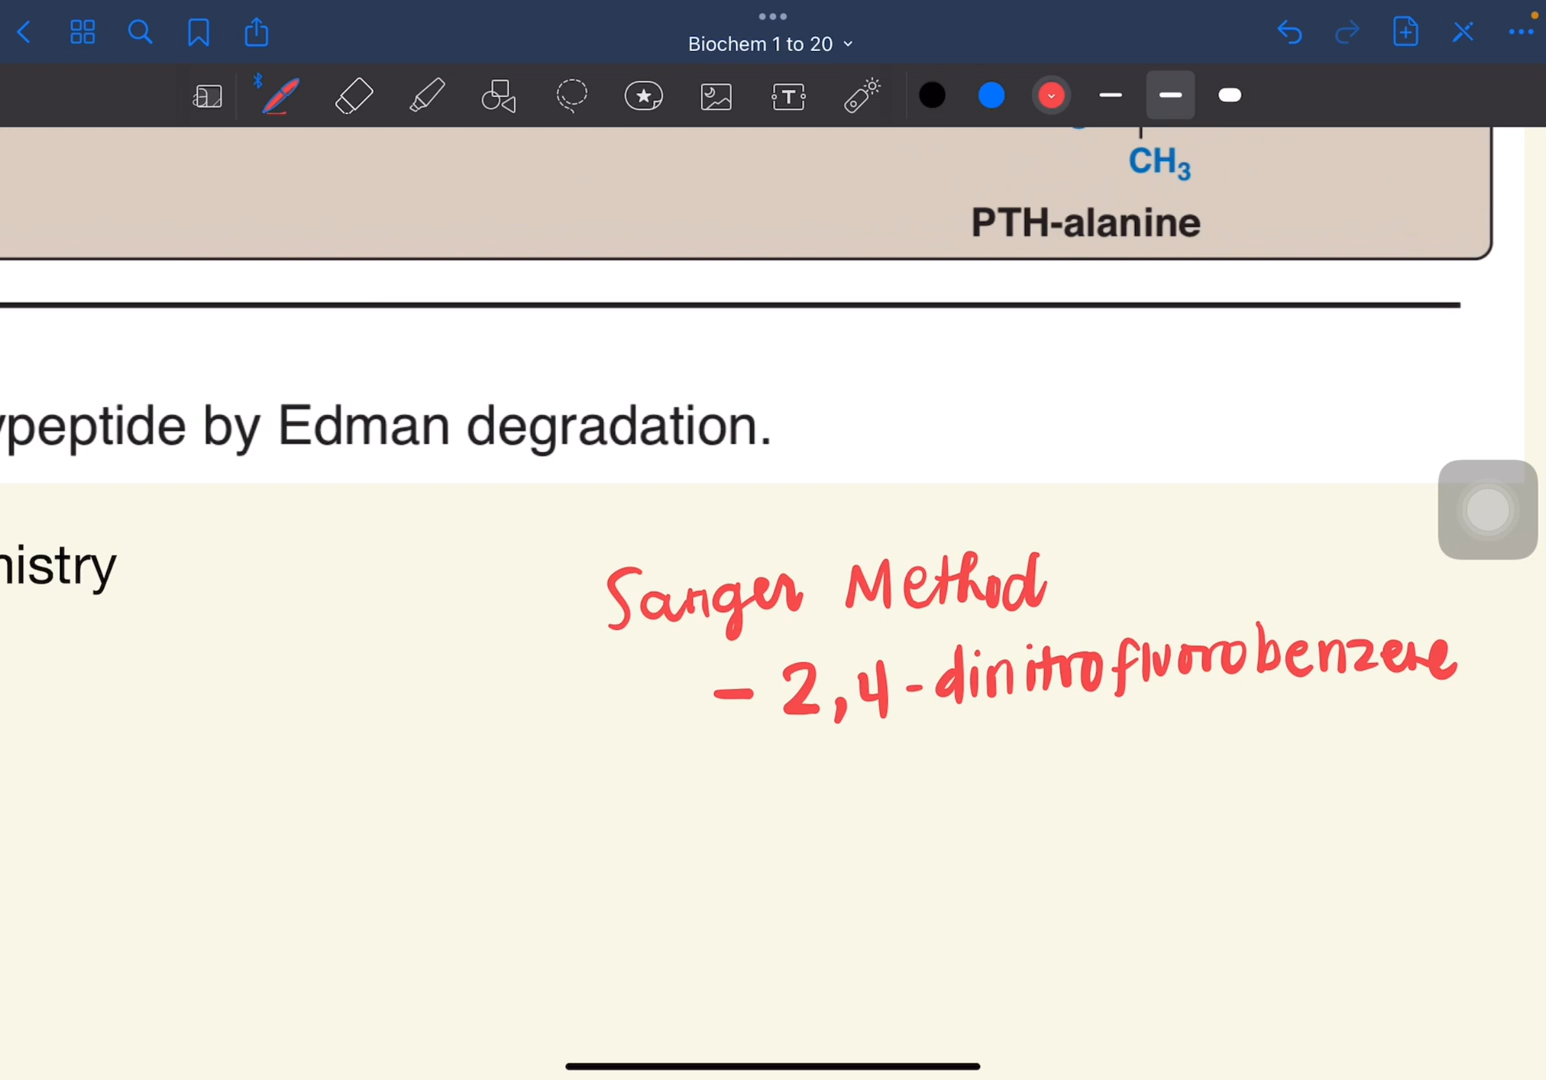 Biochem 1 to 20
T
CH3
PTH-alanine
ypeptide by Edman degradation.
nistry
Sanger Method
- 2,4-dinitrofluorobenzene